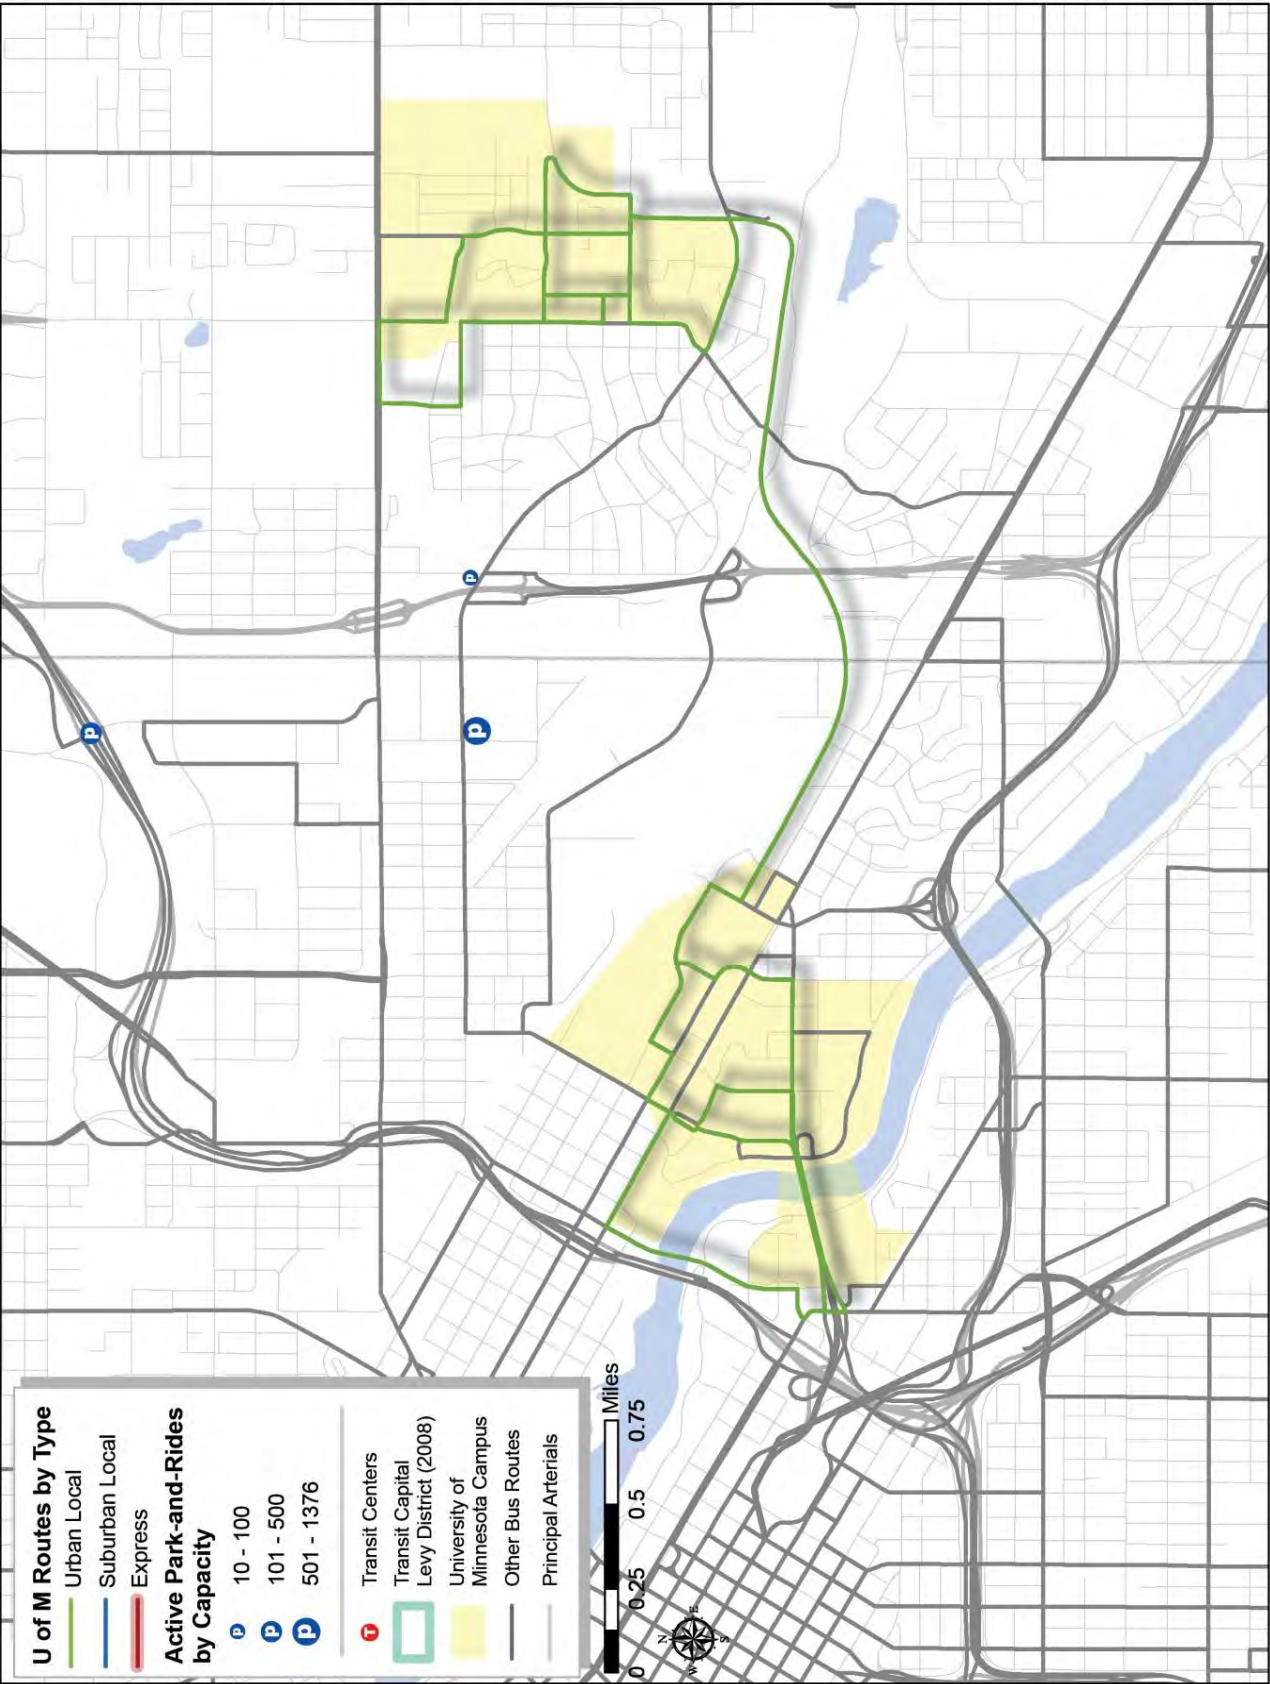 U of M Routes by Type
Urban Local
Suburban Local
Express
Active Park-and-Rides
by Capacity
P 10 - 100
P 101 - 500
P 501 - 1376
T Transit Centers
Transit Capital
Levy District (2008)
University of
Minnesota Campus
Other Bus Routes
Principal Arterials
Miles
0 0.25 0.5 0.75
N
W E
S
P
P
P